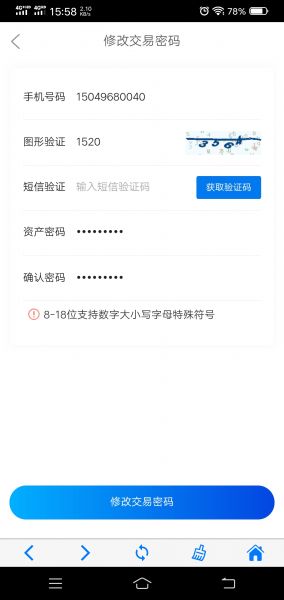 4G 4G HD 15:58 2.10 KB/s 78%
修改交易密码
手机号码 15049680040
图形验证 1520
短信验证 输入短信验证码 获取验证码
资产密码 •••••••••
确认密码 •••••••••
8-18位支持数字大小写字母特殊符号
修改交易密码